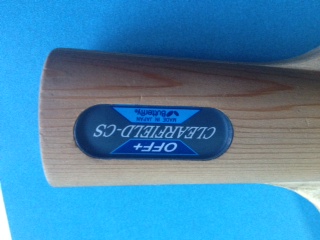 OFF+
CLEARFIELD-CS
MADE IN JAPAN
Butterfly